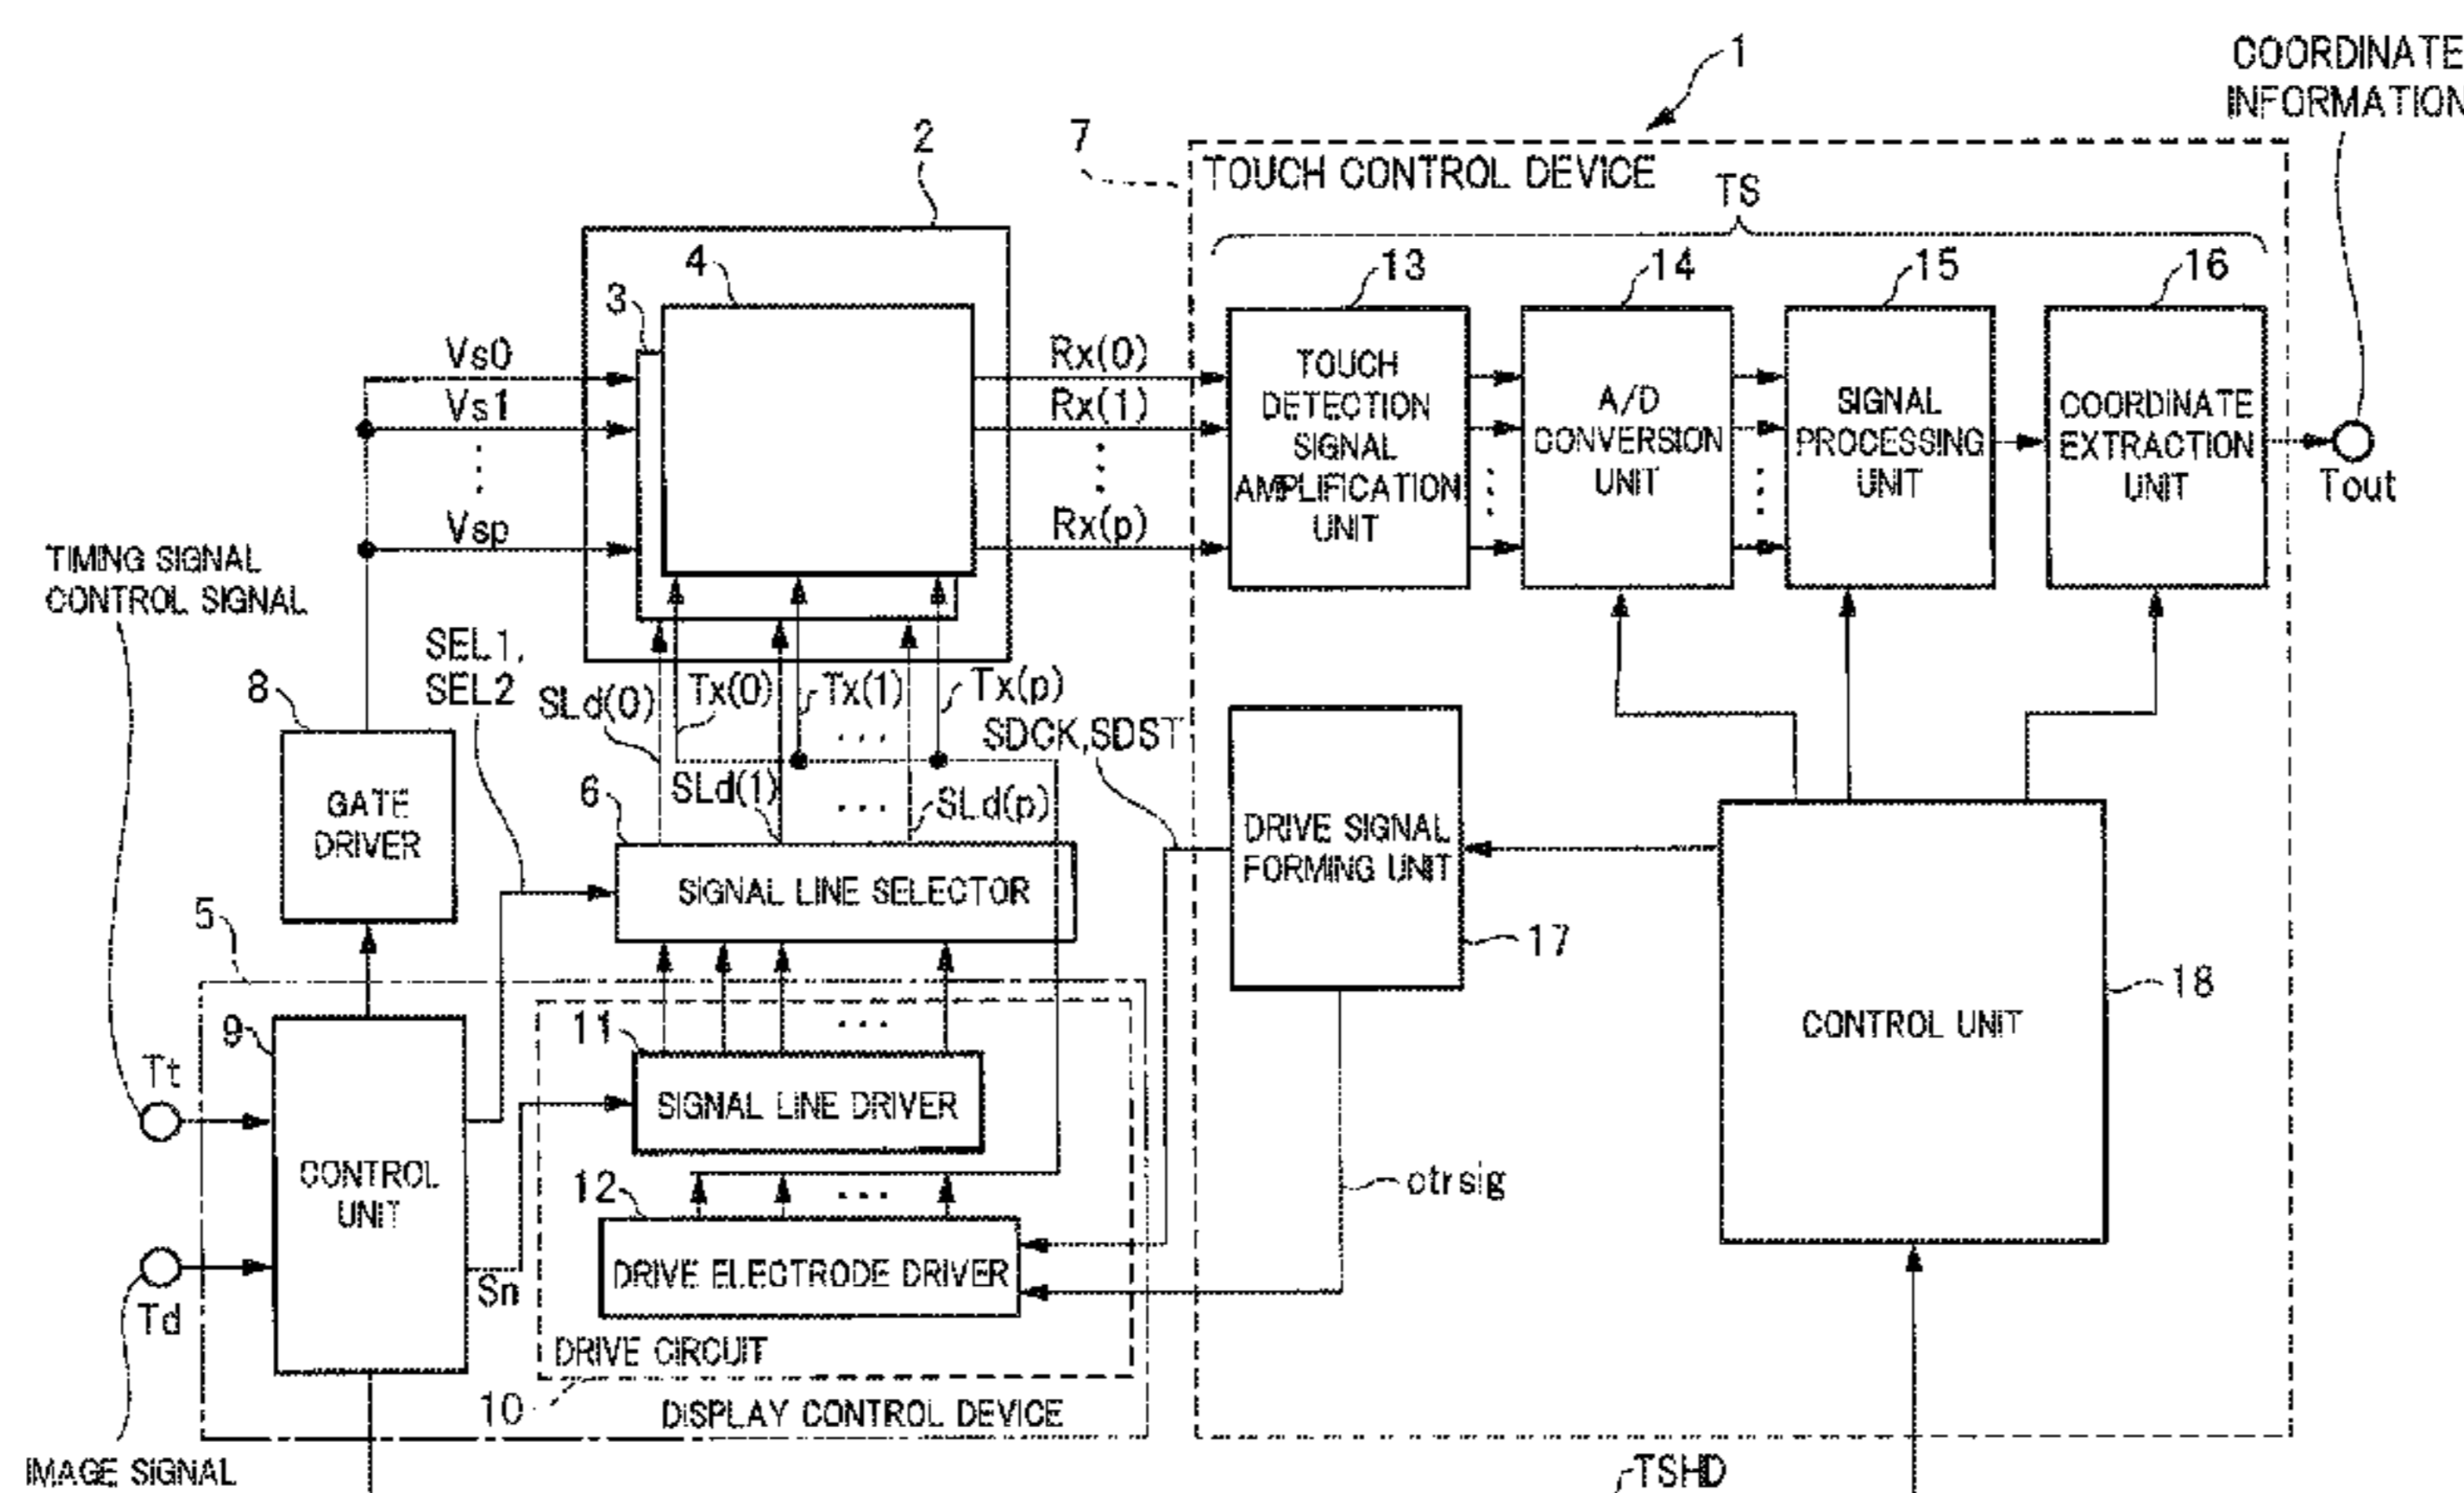 1
COORDINATE
INFORMATION
2
7
TOUCH CONTROL DEVICE
TS
4
3
13
14
15
16
Vs0
Vs1
Vsp
Rx(0)
Rx(1)
Rx(p)
TOUCH
DETECTION
SIGNAL
AMPLIFICATION
UNIT
A/D
CONVERSION
UNIT
SIGNAL
PROCESSING
UNIT
COORDINATE
EXTRACTION
UNIT
Tout
TIMING SIGNAL
CONTROL SIGNAL
SEL1,
SEL2
8
SLd(0)
Tx(0)
Tx(1)
Tx(p)
SDCK,SDST
GATE
DRIVER
6
SLd(1)
SLd(p)
SIGNAL LINE SELECTOR
DRIVE SIGNAL
FORMING UNIT
17
5
18
CONTROL UNIT
9
11
Tt
SIGNAL LINE DRIVER
CONTROL
UNIT
12
ctrsig
DRIVE ELECTRODE DRIVER
Sn
Td
DRIVE CIRCUIT
10
DISPLAY CONTROL DEVICE
IMAGE SIGNAL
TSHD